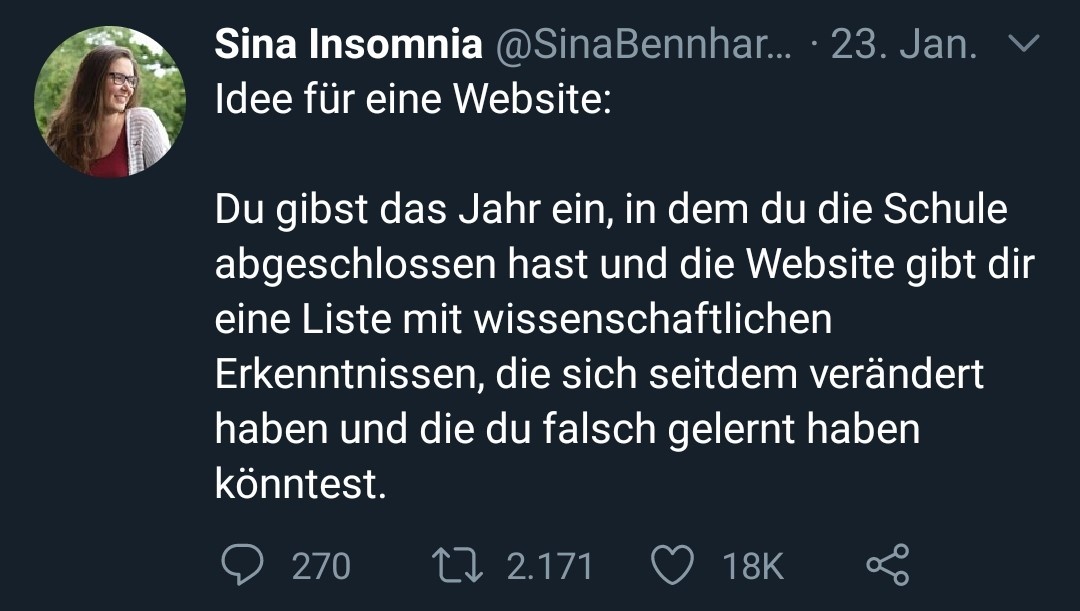 Sina Insomnia @SinaBennhar... · 23. Jan.
Idee für eine Website:
Du gibst das Jahr ein, in dem du die Schule
abgeschlossen hast und die Website gibt dir
eine Liste mit wissenschaftlichen
Erkenntnissen, die sich seitdem verändert
haben und die du falsch gelernt haben
könntest.
270 2.171 18K